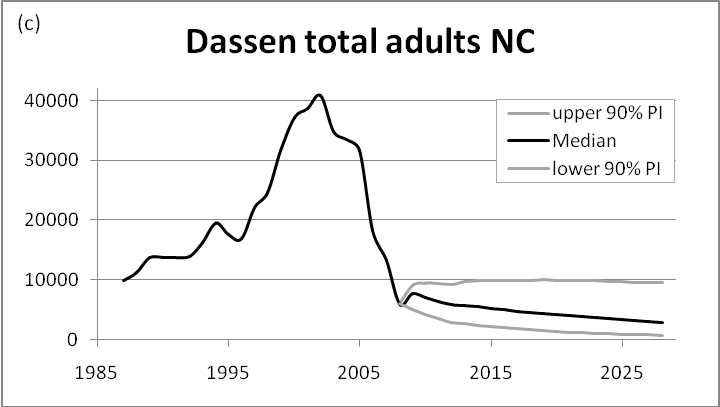 (c)
Dassen total adults NC
40000
30000
20000
10000
0
upper 90% PI
Median
lower 90% PI
1985 1995 2005 2015 2025